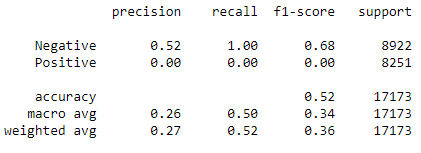 precision recall f1-score support
Negative 0.52 1.00 0.68 8922
Positive 0.00 0.00 0.00 8251
accuracy 0.52 17173
macro avg 0.26 0.50 0.34 17173
weighted avg 0.27 0.52 0.36 17173